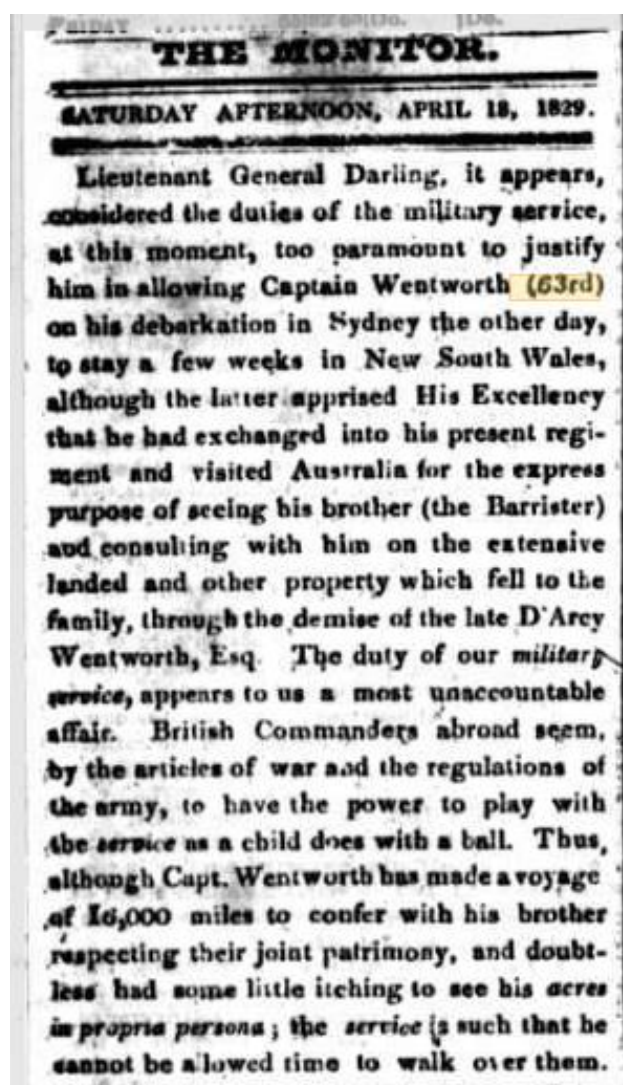 FRIDAY
THE MONITOR.
SATURDAY AFTERNOON, APRIL 18, 1829.
Lieutenant General Darling, it appears,
considered the duties of the military service,
at this moment, too paramount to justify
him in allowing Captain Wentworth (63rd)
on his debarkation in Sydney the other day,
to stay a few weeks in New South Wales,
although the latter apprised His Excellency
that he had exchanged into his present regi-
ment and visited Australia for the express
purpose of seeing his brother (the Barrister)
and consulting with him on the extensive
landed and other property which fell to the
family, through the demise of the late D'Arcy
Wentworth, Esq. The duty of our military
service, appears to us a most unaccountable
affair. British Commanders abroad seem,
by the articles of war and the regulations of
the army, to have the power to play with
the service as a child does with a ball. Thus,
although Capt. Wentworth has made a voyage
of 16,000 miles to confer with his brother
respecting their joint patrimony, and doubt-
less had some little itching to see his acres
in propria persona; the service is such that he
cannot be allowed time to walk over them.